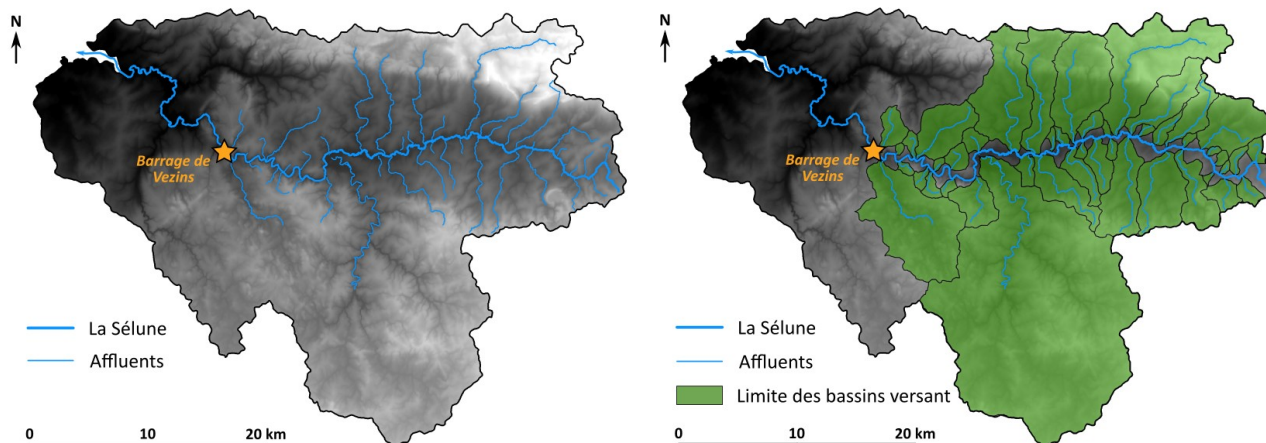 N
Barrage de
Vezins
La Sélune
Affluents
0 10 20 km
N
Barrage de
Vezins
La Sélune
Affluents
Limite des bassins versant
0 10 20 km